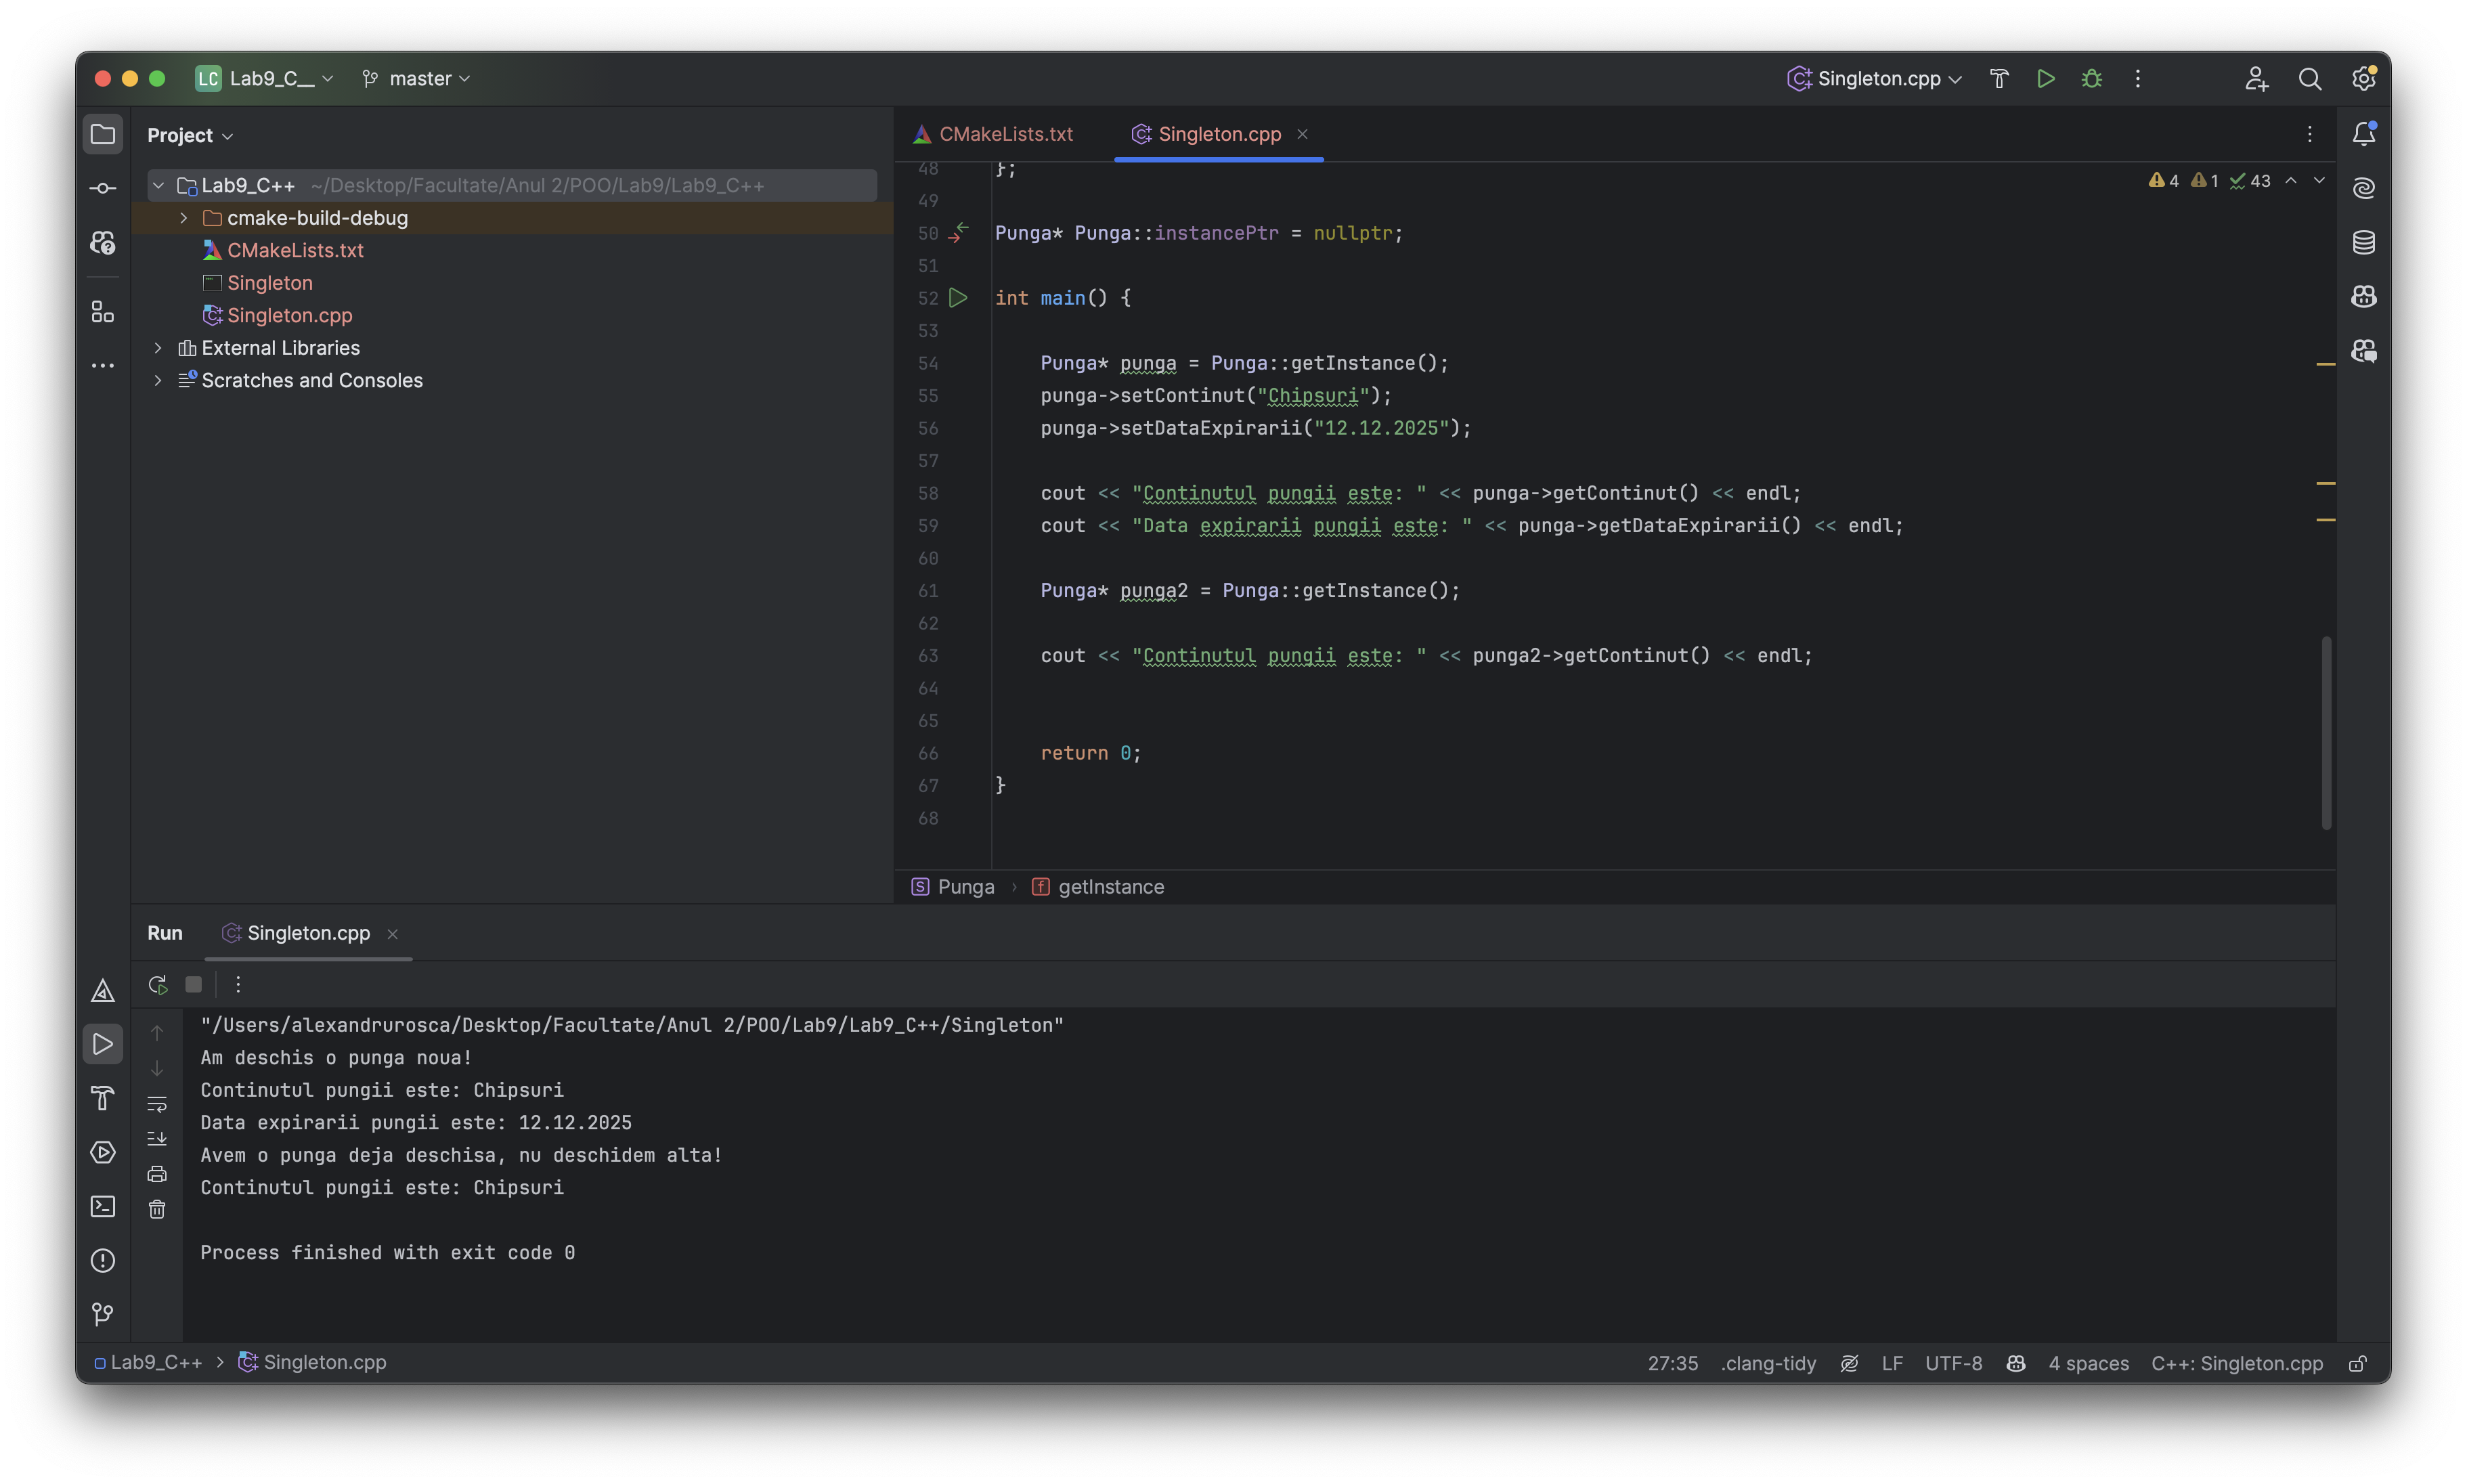 LC Lab9_C__ master Singleton.cpp
Project
Lab9_C++ ~/Desktop/Facultate/Anul 2/POO/Lab9/Lab9_C++
cmake-build-debug
CMakeLists.txt
Singleton
Singleton.cpp
External Libraries
Scratches and Consoles
CMakeLists.txt Singleton.cpp
4 1 43
48 };
49
50 Punga* Punga::instancePtr = nullptr;
51
52 int main() {
53
54 Punga* punga = Punga::getInstance();
55 punga->setContinut("Chipsuri");
56 punga->setDataExpirarii("12.12.2025");
57
58 cout << "Continutul pungii este: " << punga->getContinut() << endl;
59 cout << "Data expirarii pungii este: " << punga->getDataExpirarii() << endl;
60
61 Punga* punga2 = Punga::getInstance();
62
63 cout << "Continutul pungii este: " << punga2->getContinut() << endl;
64
65
66 return 0;
67 }
68
S Punga › f getInstance
Run Singleton.cpp
"/Users/alexandrurosca/Desktop/Facultate/Anul 2/POO/Lab9/Lab9_C++/Singleton"
Am deschis o punga noua!
Continutul pungii este: Chipsuri
Data expirarii pungii este: 12.12.2025
Avem o punga deja deschisa, nu deschidem alta!
Continutul pungii este: Chipsuri
Process finished with exit code 0
Lab9_C++ > Singleton.cpp 27:35 .clang-tidy LF UTF-8 4 spaces C++: Singleton.cpp